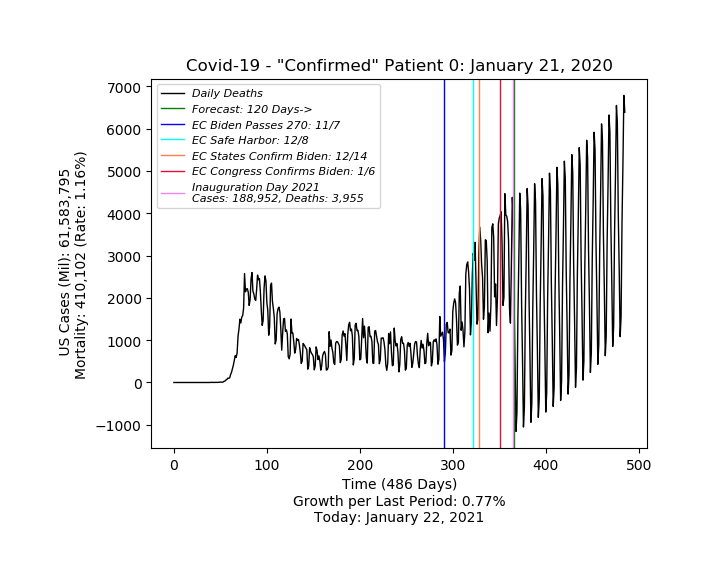 Covid-19 - "Confirmed" Patient 0: January 21, 2020
7000
6000
5000
4000
3000
2000
1000
0
−1000
US Cases (Mil): 61,583,795
Mortality: 410,102 (Rate: 1.16%)
Daily Deaths
Forecast: 120 Days->
EC Biden Passes 270: 11/7
EC Safe Harbor: 12/8
EC States Confirm Biden: 12/14
EC Congress Confirms Biden: 1/6
Inauguration Day 2021
Cases: 188,952, Deaths: 3,955
0 100 200 300 400 500
Time (486 Days)
Growth per Last Period: 0.77%
Today: January 22, 2021